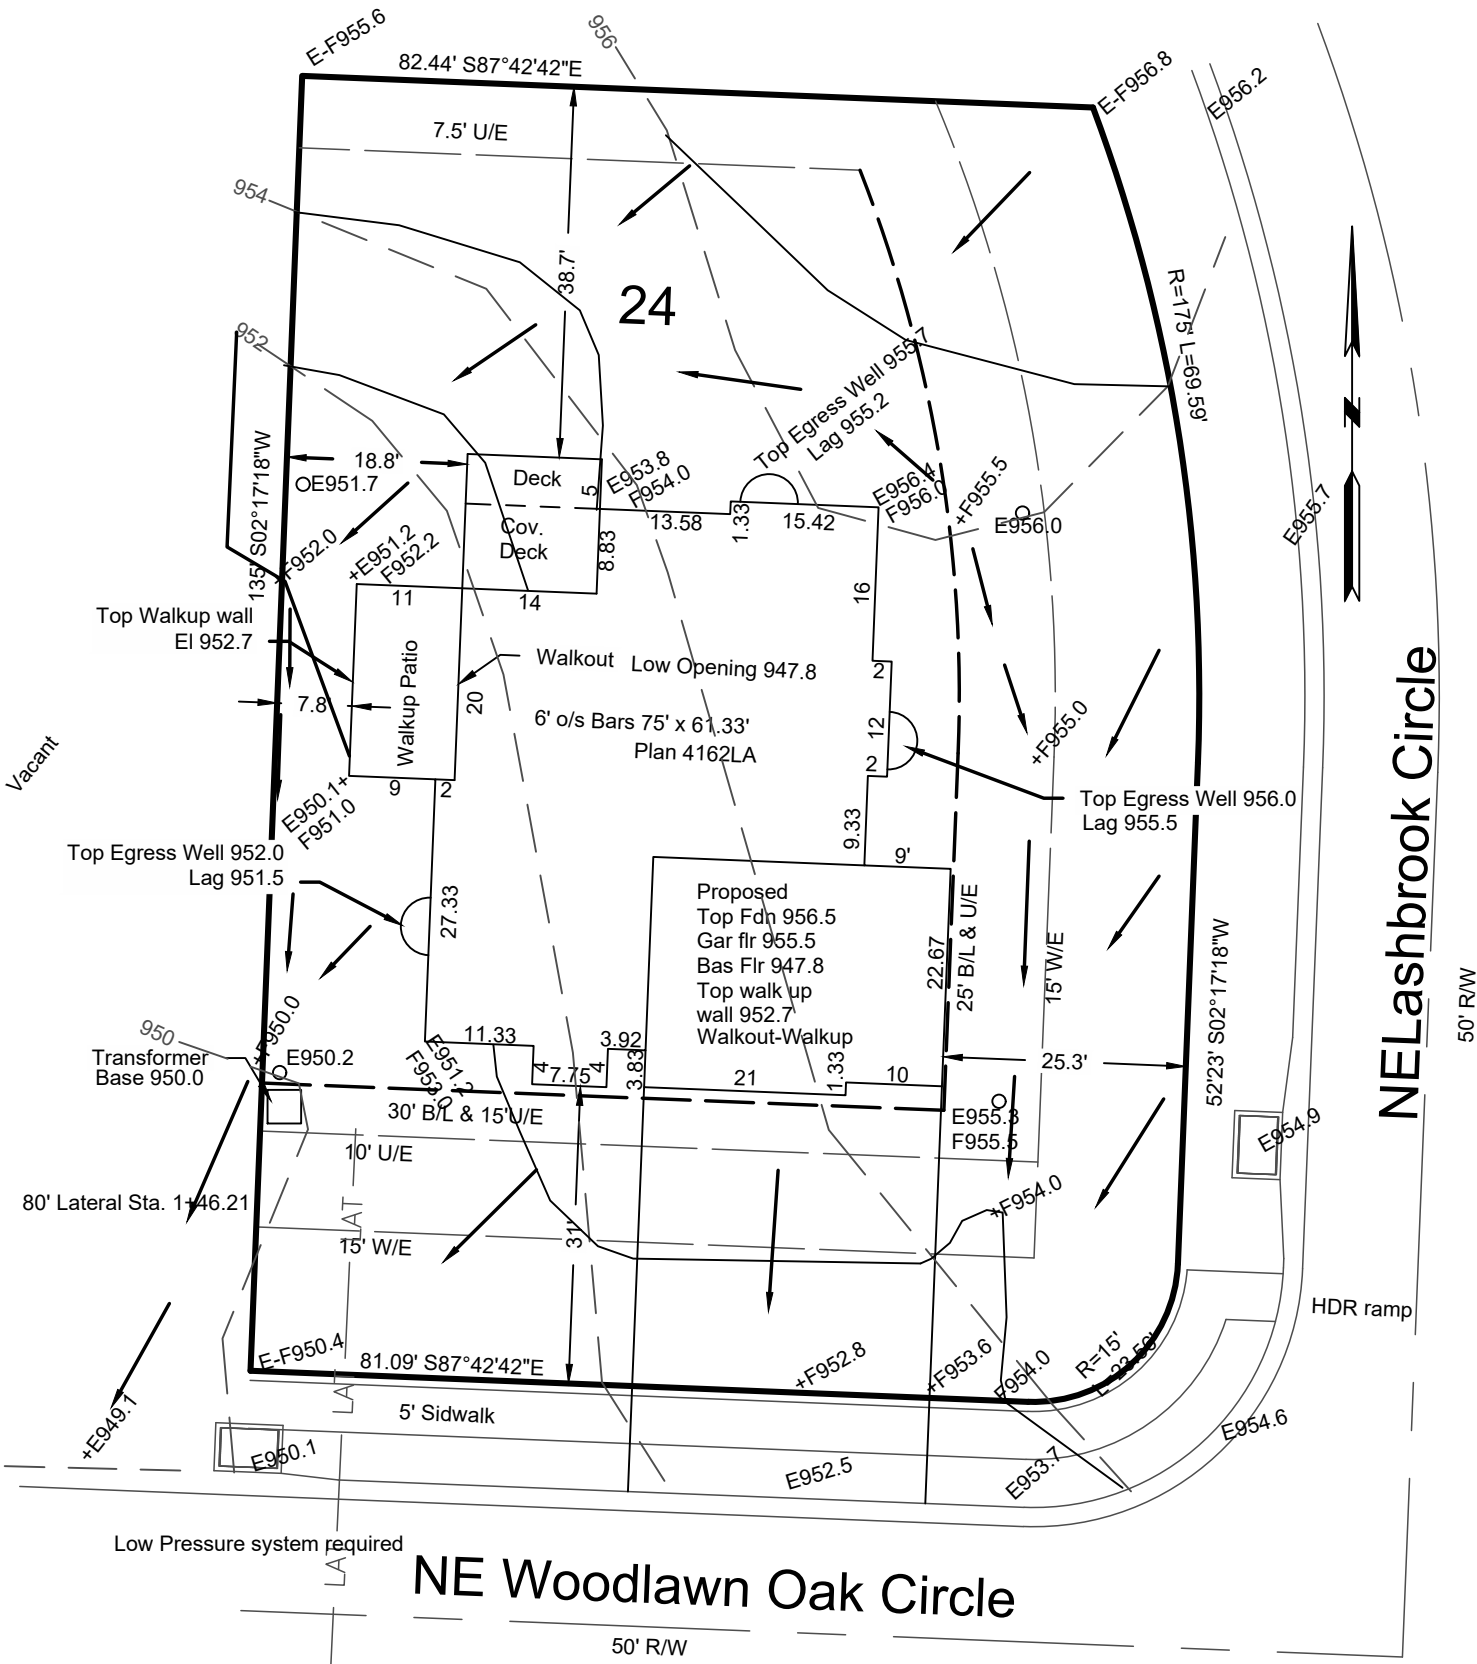 E-F955.6
82.44' S87°42'42"E
956
E-F956.8
E956.2
7.5' U/E
954
38.7'
24
R=175' L=69.59'
952
Top Egress Well 955.7
Lag 955.2
135' S02°17'18"W
18.8'
E951.7
Deck
5
E953.8
F954.0
E956.4
F956.0
+F955.5
E956.0
E955.7
13.58
1.33
15.42
Cov.
Deck
8.83
+F952.0
+E951.2
F952.2
11
14
16
Top Walkup wall
El 952.7
Walkup Patio
Walkout
Low Opening 947.8
2
7.8'
20
6' o/s Bars 75' x 61.33'
Plan 4162LA
12
2
+F955.0
Vacant
9
2
E950.1+
F951.0
Top Egress Well 956.0
Lag 955.5
9.33
9'
Top Egress Well 952.0
Lag 951.5
27.33
Proposed
Top Fdn 956.5
Gar flr 955.5
Bas Flr 947.8
Top walk up
wall 952.7
Walkout-Walkup
22.67
25' B/L & U/E
15' W/E
52'23' S02°17'18"W
NELashbrook Circle
50' R/W
950
+F950.0
Transformer
Base 950.0
E950.2
E951.2
F953.0
11.33
4
7.75
4
3.92
3.83
21
1.33
10
25.3'
30' B/L & 15'U/E
E955.3
F955.5
E954.9
10' U/E
80' Lateral Sta. 1+46.21
LAT
15' W/E
31'
+F954.0
HDR ramp
E-F950.4
81.09' S87°42'42"E
+F952.8
+F953.6
F954.0
R=15'
L=23.56'
LAT
5' Sidwalk
+E949.1
E950.1
E952.5
E953.7
E954.6
Low Pressure system required
LAT
NE Woodlawn Oak Circle
50' R/W